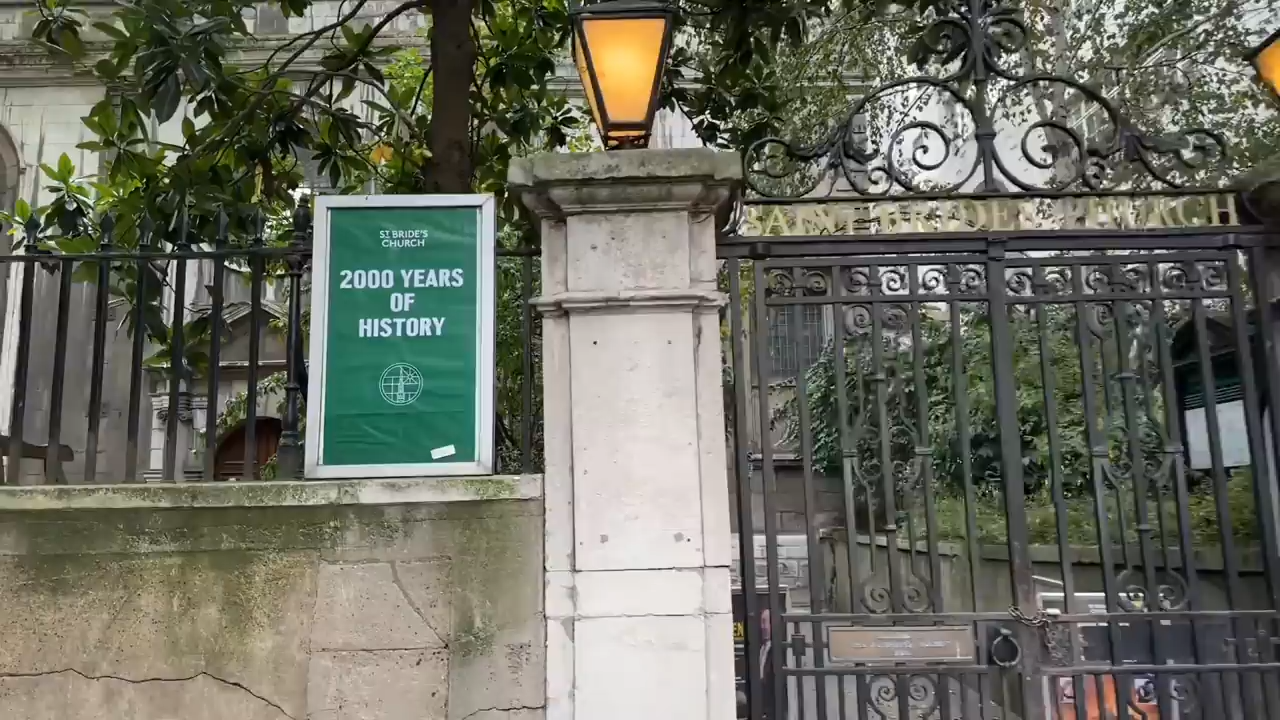 ST BRIDE'S
CHURCH
2000 YEARS
OF
HISTORY
SAINT BRIDE'S CHURCH